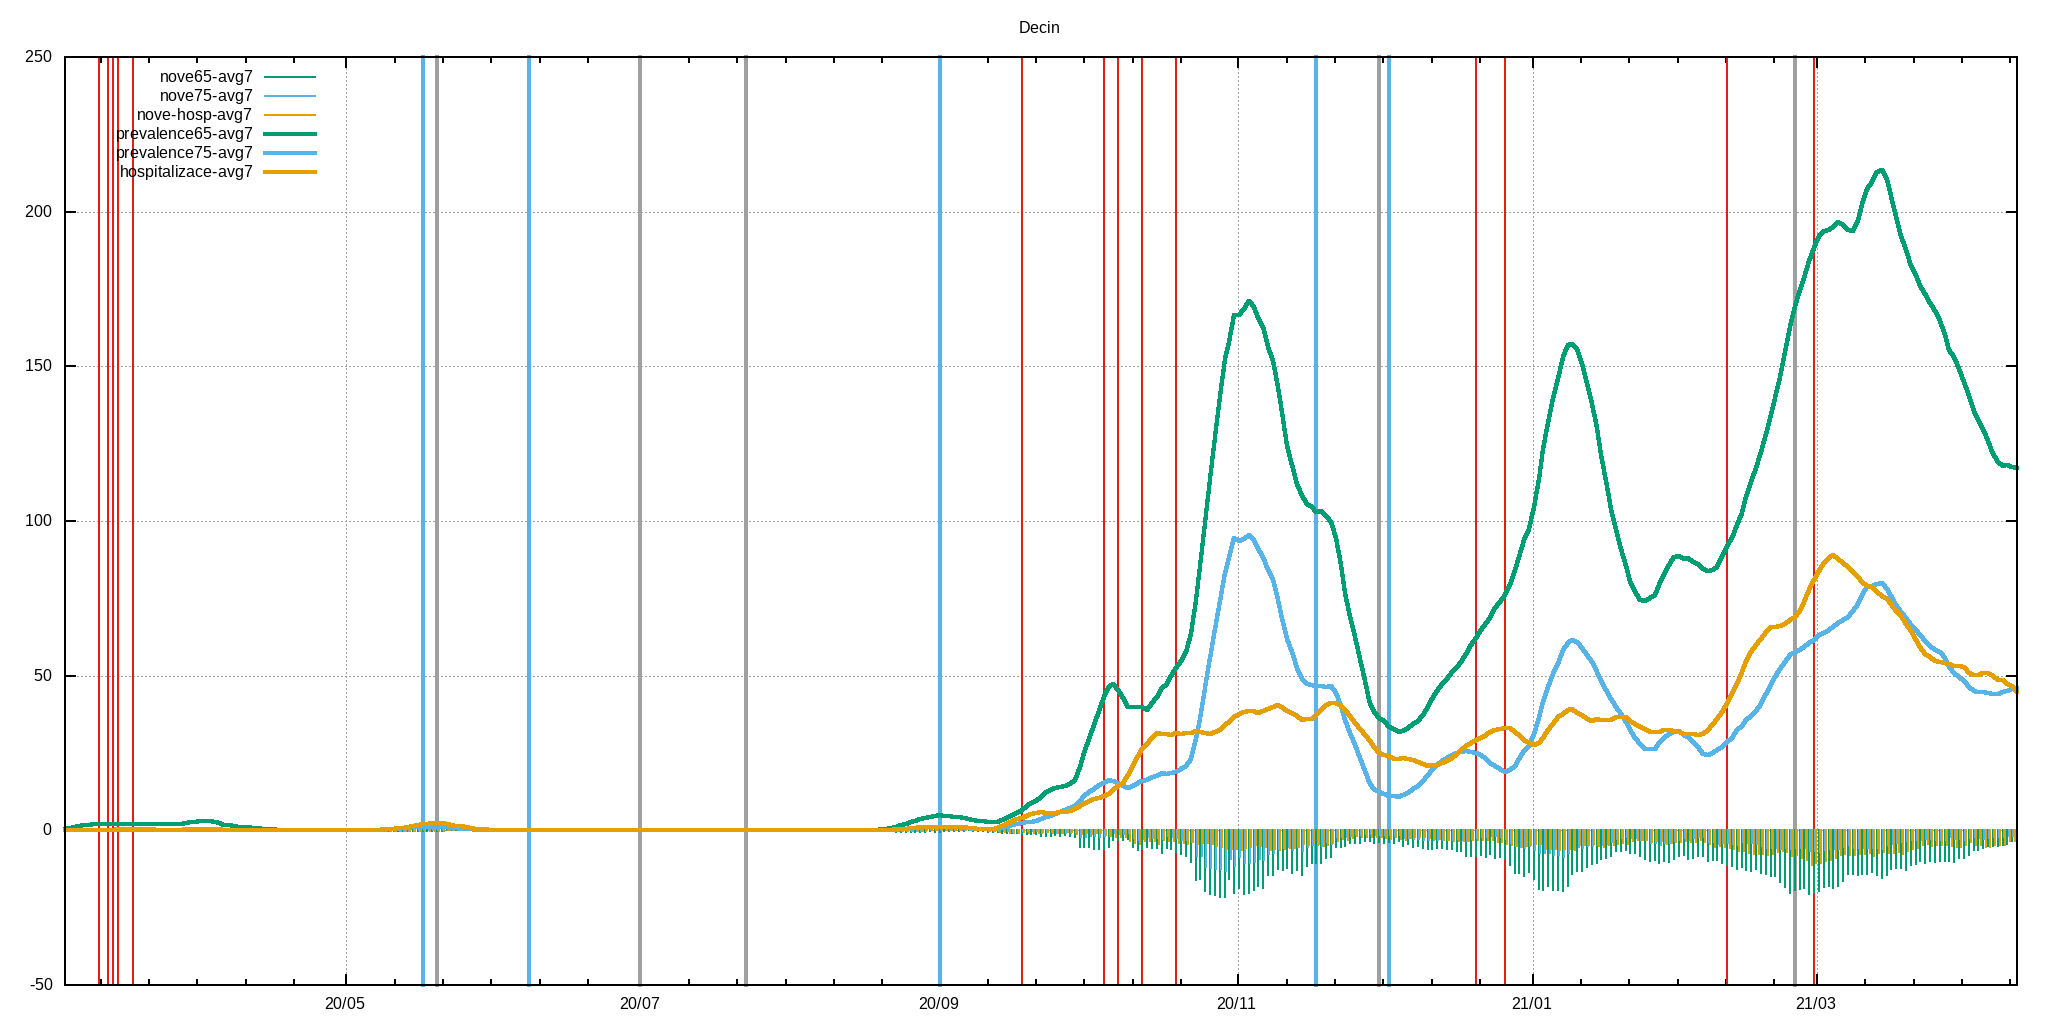 Decin
250
nove65-avg7
nove75-avg7
nove-hosp-avg7
prevalence65-avg7
prevalence75-avg7
hospitalizace-avg7
200
150
100
50
0
-50
20/05 20/07 20/09 20/11 21/01 21/03